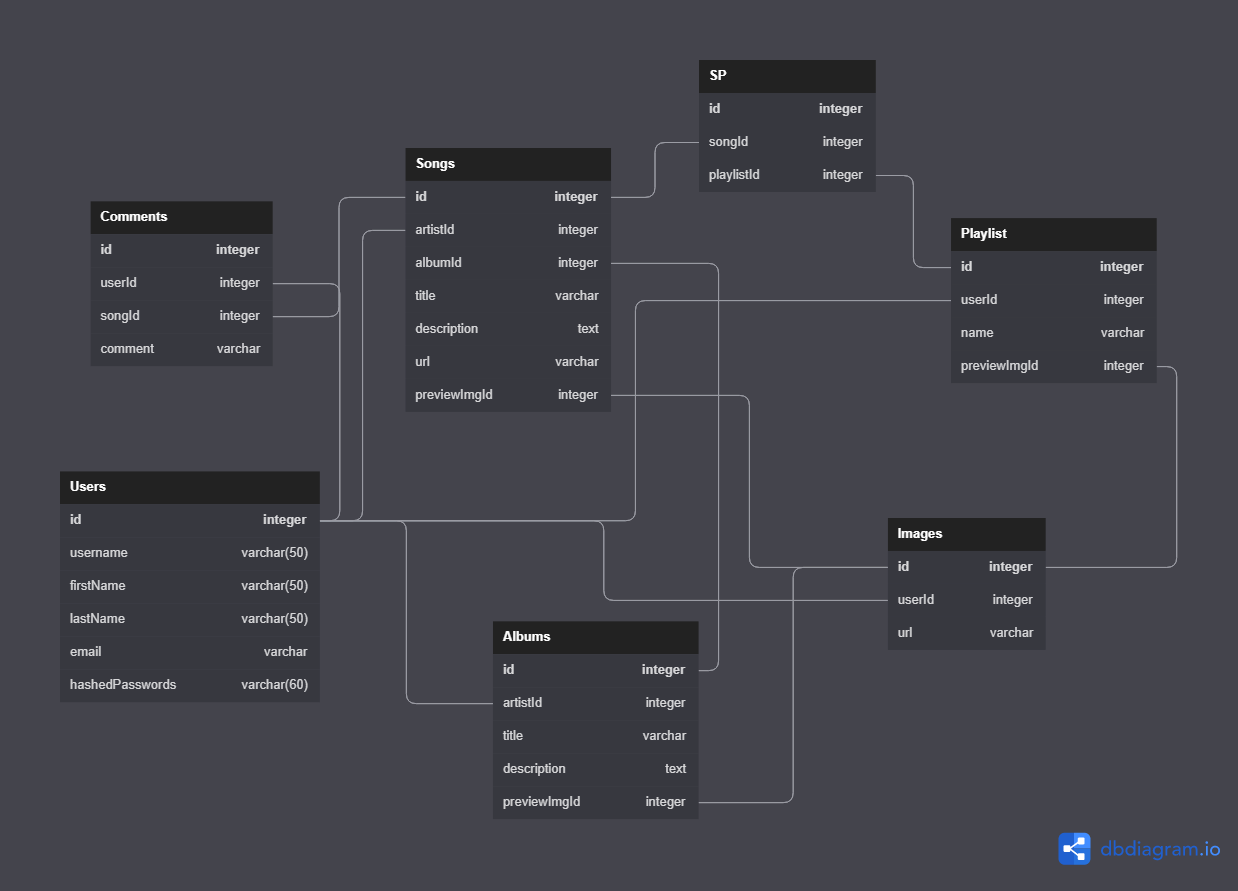 SP
id integer
songId integer
playlistId integer
Songs
id integer
artistId integer
albumId integer
title varchar
description text
url varchar
previewImgId integer
Comments
id integer
userId integer
songId integer
comment varchar
Playlist
id integer
userId integer
name varchar
previewImgId integer
Users
id integer
username varchar(50)
firstName varchar(50)
lastName varchar(50)
email varchar
hashedPasswords varchar(60)
Images
id integer
userId integer
url varchar
Albums
id integer
artistId integer
title varchar
description text
previewImgId integer
dbdiagram.io